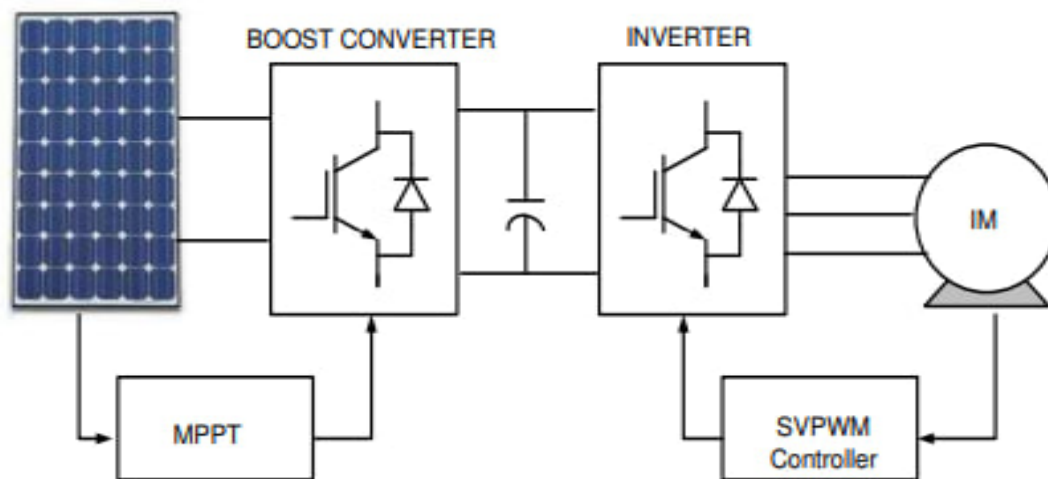 BOOST CONVERTER
INVERTER
IM
MPPT
SVPWM
Controller